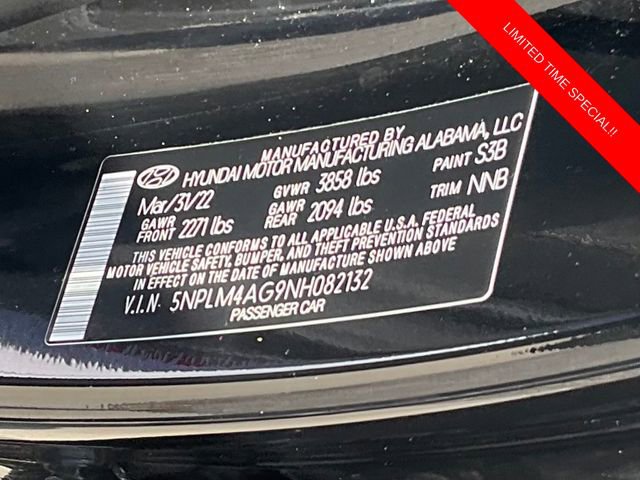 LIMITED TIME SPECIAL!!
MANUFACTURED BY
HYUNDAI MOTOR MANUFACTURING ALABAMA, LLC
Mar/31/22 GVWR 3858 lbs PAINT S3B
GAWR FRONT 2271 lbs GAWR REAR 2094 lbs TRIM NNB
THIS VEHICLE CONFORMS TO ALL APPLICABLE U.S.A. FEDERAL
MOTOR VEHICLE SAFETY, BUMPER, AND THEFT PREVENTION STANDARDS
IN EFFECT ON THE DATE OF MANUFACTURE SHOWN ABOVE
V.I.N 5NPLM4AG9NH082132
PASSENGER CAR